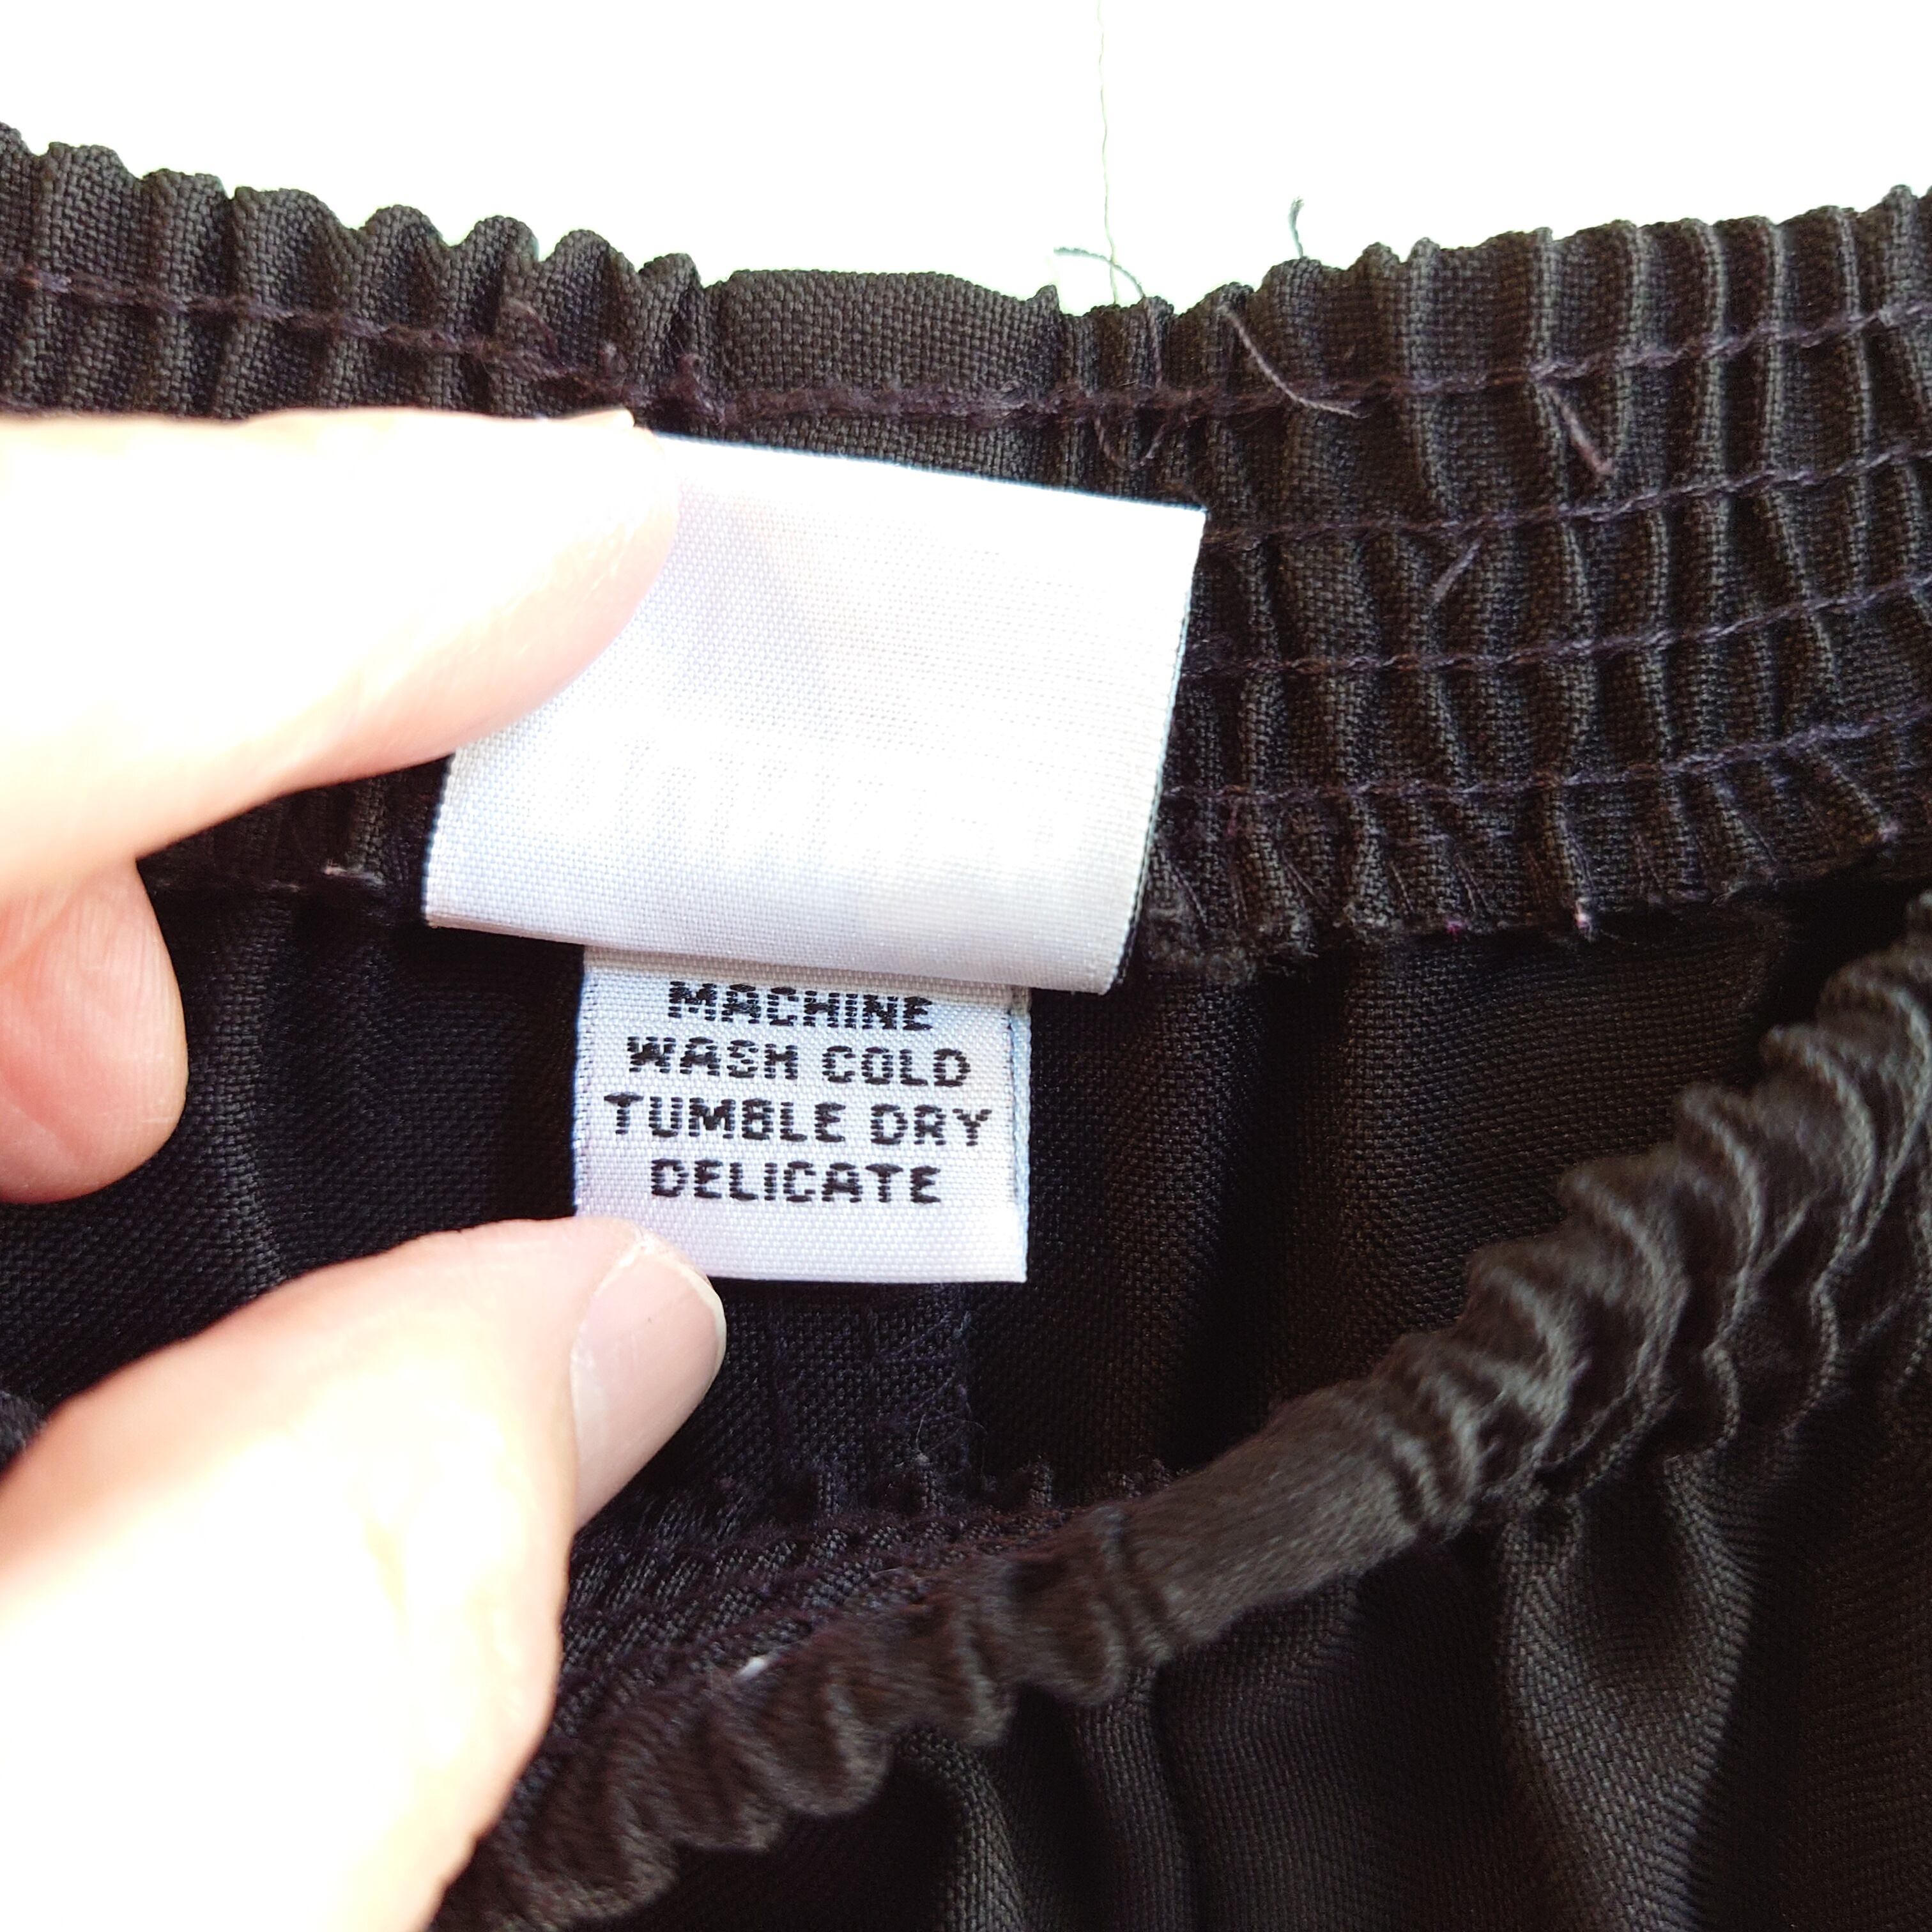 MACHINE
WASH COLD
TUMBLE DRY
DELICATE